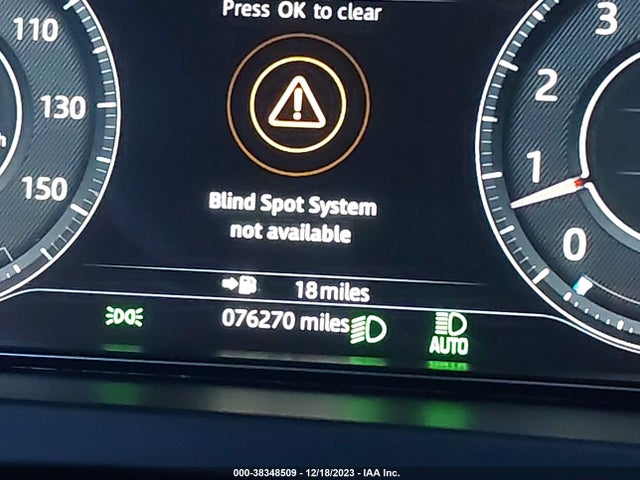 Press OK to clear
110
130
150
Blind Spot System
not available
18 miles
076270 miles
AUTO
3
2
1
0
000-38348509 - 12/18/2023 - IAA Inc.